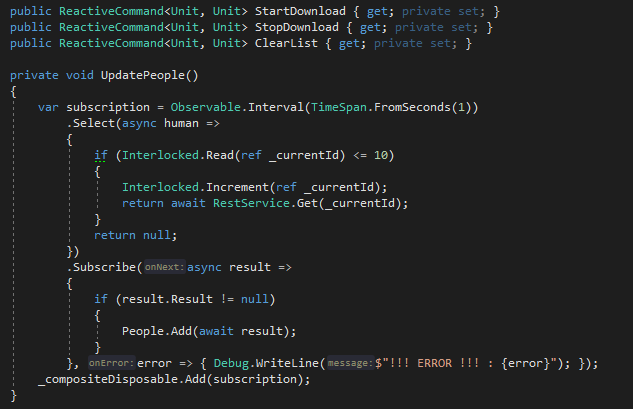 public ReactiveCommand<Unit, Unit> StartDownload { get; private set; }
public ReactiveCommand<Unit, Unit> StopDownload { get; private set; }
public ReactiveCommand<Unit, Unit> ClearList { get; private set; }
private void UpdatePeople()
{
var subscription = Observable.Interval(TimeSpan.FromSeconds(1))
.Select(async human =>
{
if (Interlocked.Read(ref _currentId) <= 10)
{
Interlocked.Increment(ref _currentId);
return await RestService.Get(_currentId);
}
return null;
})
.Subscribe(onNext:async result =>
{
if (result.Result != null)
{
People.Add(await result);
}
}, onError:error => { Debug.WriteLine(message:$"!!! ERROR !!! : {error}"); });
_compositeDisposable.Add(subscription);
}